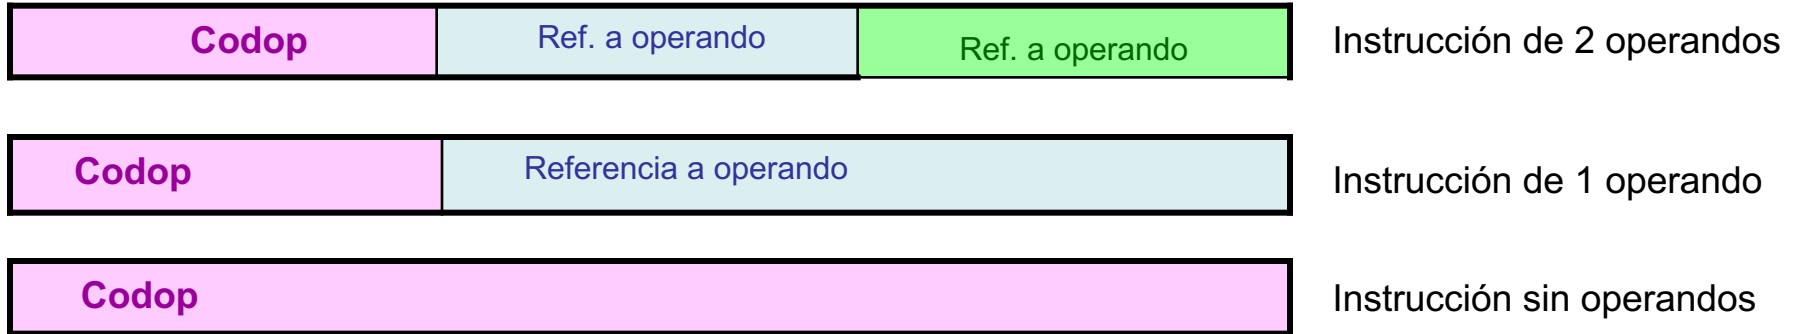 Codop Ref. a operando Ref. a operando Instrucción de 2 operandos
Codop Referencia a operando Instrucción de 1 operando
Codop Instrucción sin operandos